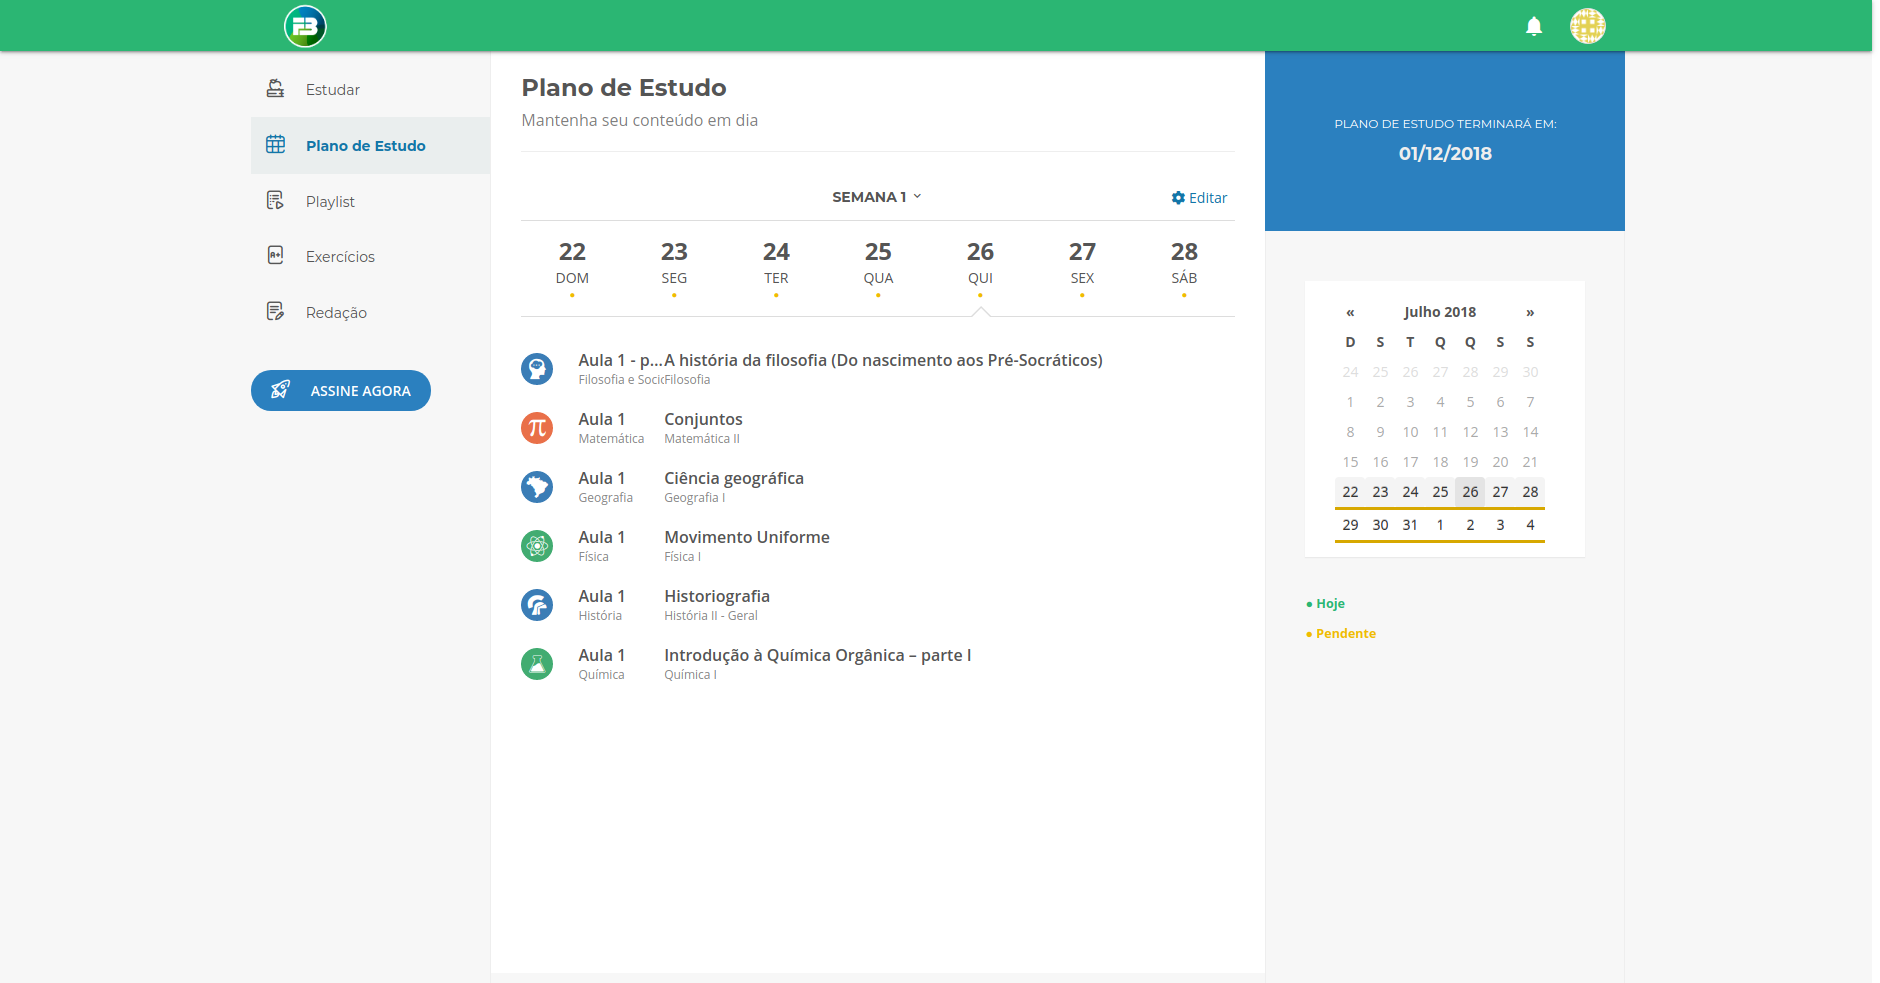 FB
Estudar
Plano de Estudo
Playlist
A+
Exercícios
Redação
ASSINE AGORA
Plano de Estudo
Mantenha seu conteúdo em dia
SEMANA 1
Editar
22 23 24 25 26 27 28
DOM SEG TER QUA QUI SEX SÁB
Aula 1 - p... A história da filosofia (Do nascimento aos Pré-Socráticos)
Filosofia e Soci Filosofia
Aula 1 Conjuntos
Matemática Matemática II
Aula 1 Ciência geográfica
Geografia Geografia I
Aula 1 Movimento Uniforme
Física Física I
Aula 1 Historiografia
História História II - Geral
Aula 1 Introdução à Química Orgânica – parte I
Química Química I
PLANO DE ESTUDO TERMINARÁ EM:
01/12/2018
« Julho 2018 »
D S T Q Q S S
24 25 26 27 28 29 30
1 2 3 4 5 6 7
8 9 10 11 12 13 14
15 16 17 18 19 20 21
22 23 24 25 26 27 28
29 30 31 1 2 3 4
● Hoje
● Pendente